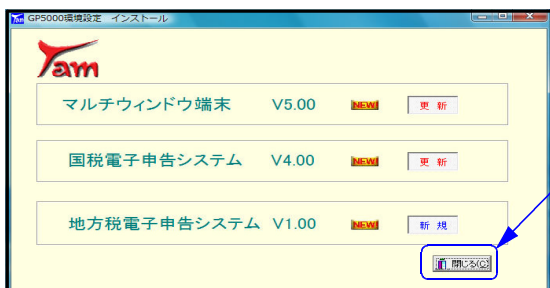 GP5000環境設定 インストール
Tam
マルチウィンドウ端末 V5.00 NEW! 更 新
国税電子申告システム V4.00 NEW! 更 新
地方税電子申告システム V1.00 NEW! 新 規
閉じる(C)